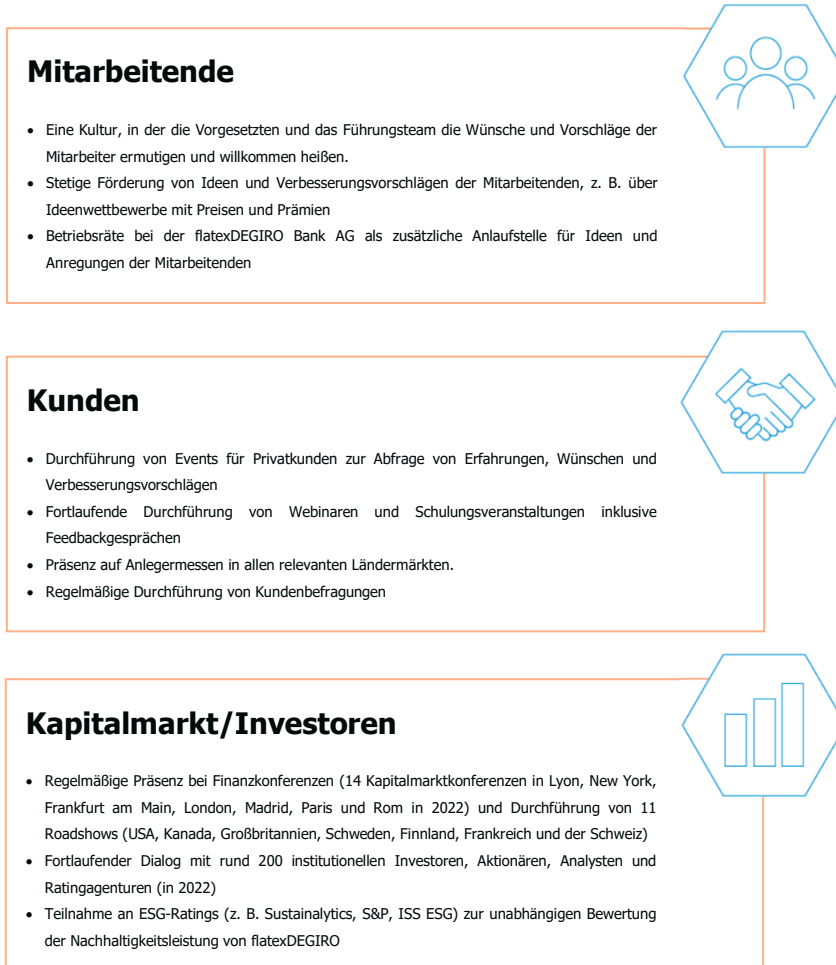 Mitarbeitende
• Eine Kultur, in der die Vorgesetzten und das Führungsteam die Wünsche und Vorschläge der
Mitarbeiter ermutigen und willkommen heißen.
• Stetige Förderung von Ideen und Verbesserungsvorschlägen der Mitarbeitenden, z. B. über
Ideenwettbewerbe mit Preisen und Prämien
• Betriebsräte bei der flatexDEGIRO Bank AG als zusätzliche Anlaufstelle für Ideen und
Anregungen der Mitarbeitenden
Kunden
• Durchführung von Events für Privatkunden zur Abfrage von Erfahrungen, Wünschen und
Verbesserungsvorschlägen
• Fortlaufende Durchführung von Webinaren und Schulungsveranstaltungen inklusive
Feedbackgesprächen
• Präsenz auf Anlegermessen in allen relevanten Ländermärkten.
• Regelmäßige Durchführung von Kundenbefragungen
Kapitalmarkt/Investoren
• Regelmäßige Präsenz bei Finanzkonferenzen (14 Kapitalmarktkonferenzen in Lyon, New York,
Frankfurt am Main, London, Madrid, Paris und Rom in 2022) und Durchführung von 11
Roadshows (USA, Kanada, Großbritannien, Schweden, Finnland, Frankreich und der Schweiz)
• Fortlaufender Dialog mit rund 200 institutionellen Investoren, Aktionären, Analysten und
Ratingagenturen (in 2022)
• Teilnahme an ESG-Ratings (z. B. Sustainalytics, S&P, ISS ESG) zur unabhängigen Bewertung
der Nachhaltigkeitsleistung von flatexDEGIRO